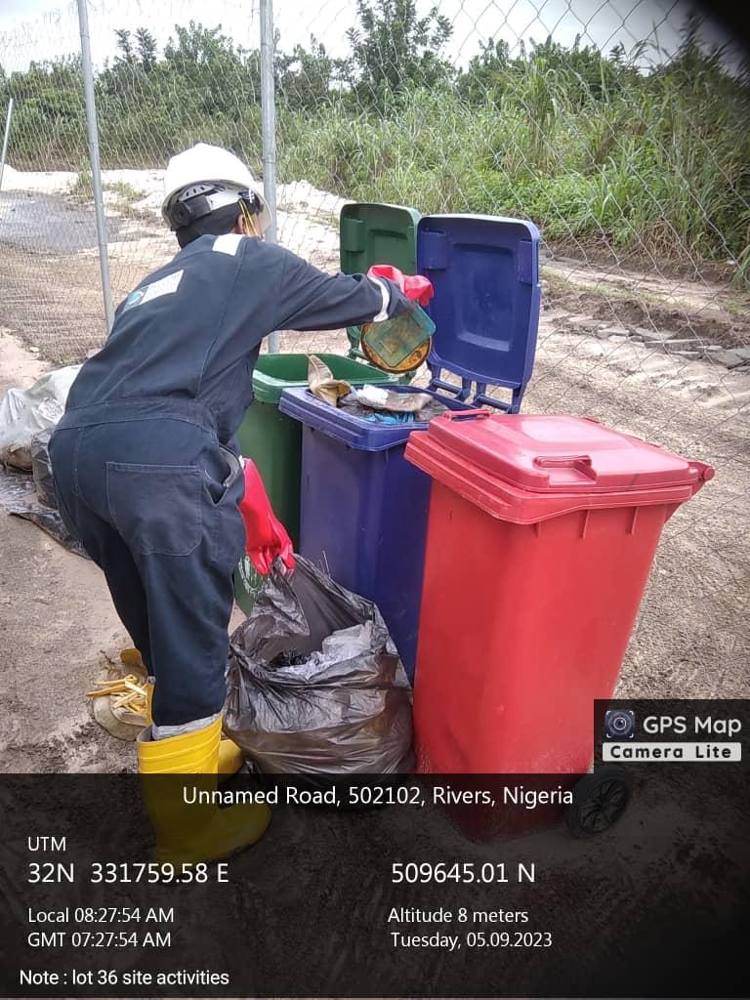 GPS Map
Camera Lite
Unnamed Road, 502102, Rivers, Nigeria
UTM
32N 331759.58 E 509645.01 N
Local 08:27:54 AM Altitude 8 meters
GMT 07:27:54 AM Tuesday, 05.09.2023
Note : lot 36 site activities